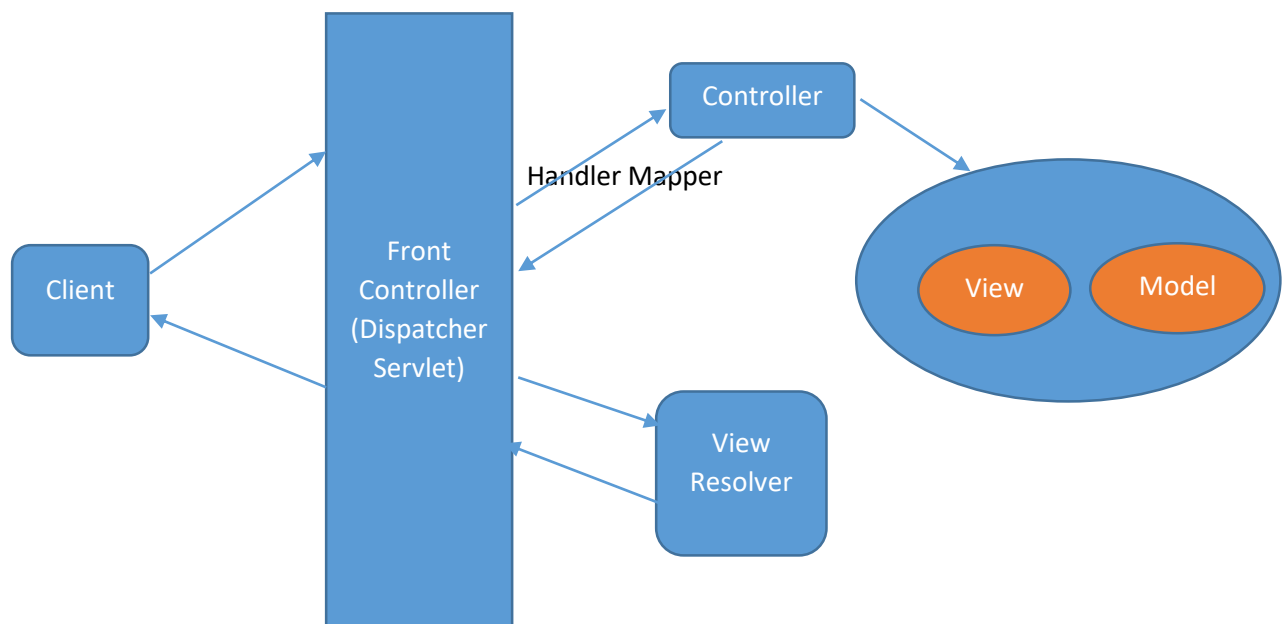 Controller
Handler Mapper
Front
Controller
(Dispatcher
Servlet)
Client
View
Model
View
Resolver